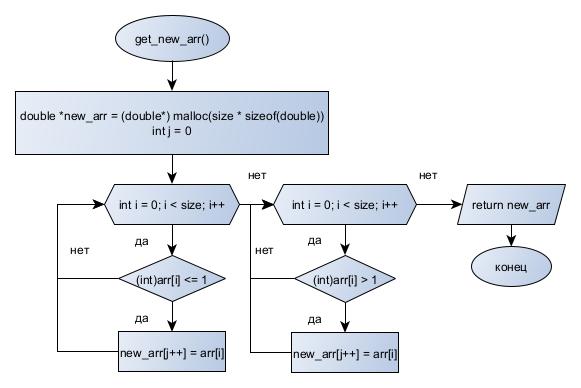 get_new_arr()
double *new_arr = (double*) malloc(size * sizeof(double))
int j = 0
int i = 0; i < size; i++
нет
int i = 0; i < size; i++
нет
return new_arr
да
да
нет
(int)arr[i] <= 1
нет
(int)arr[i] > 1
конец
да
да
new_arr[j++] = arr[i]
new_arr[j++] = arr[i]